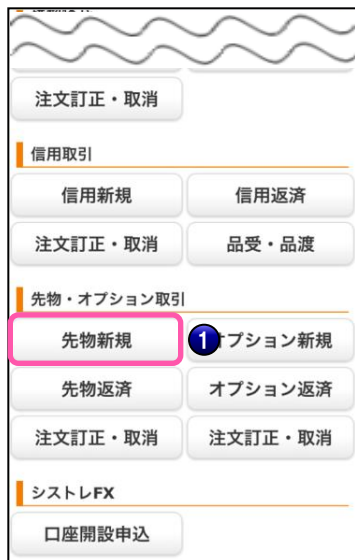 注文訂正・取消
信用取引
信用新規 信用返済
注文訂正・取消 品受・品渡
先物・オプション取引
先物新規 1 プション新規
先物返済 オプション返済
注文訂正・取消 注文訂正・取消
シストレFX
口座開設申込